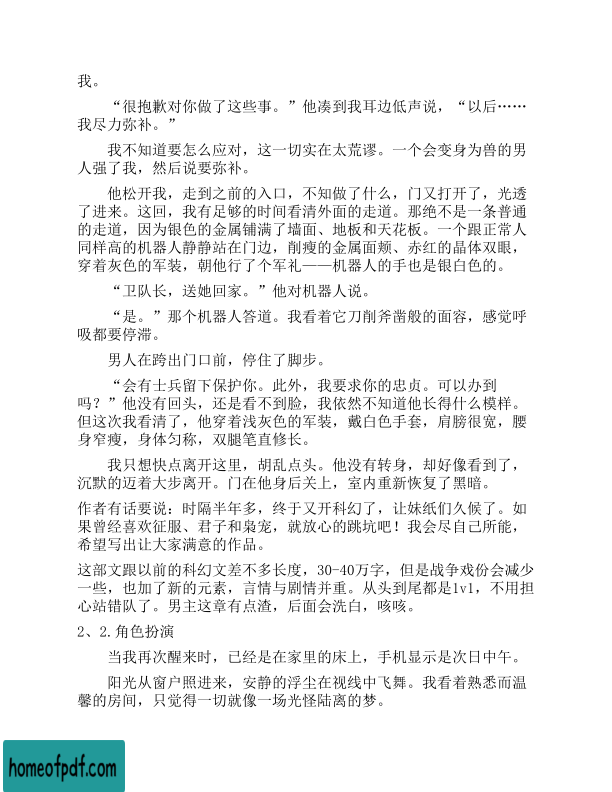 我。
“很抱歉对你做了这些事。”他凑到我耳边低声说，“以后……
我尽力弥补。”
我不知道要怎么应对，这一切实在太荒谬。一个会变身为兽的男
人强了我，然后说要弥补。
他松开我，走到之前的入口，不知做了什么，门又打开了，光透
了进来。这回，我有足够的时间看清外面的走道。那绝不是一条普通
的走道，因为银色的金属铺满了墙面、地板和天花板。一个跟正常人
同样高的机器人静静站在门边，削瘦的金属面颊、赤红的晶体双眼，
穿着灰色的军装，朝他行了个军礼——机器人的手也是银白色的。
“卫队长，送她回家。”他对机器人说。
“是。”那个机器人答道。我看着它刀削斧凿般的面容，感觉呼
吸都要停滞。
男人在跨出门口前，停住了脚步。
“会有士兵留下保护你。此外，我要求你的忠贞。可以办到
吗？”他没有回头，还是看不到脸，我依然不知道他长得什么模样。
但这次我看清了，他穿着浅灰色的军装，戴白色手套，肩膀很宽，腰
身窄瘦，身体匀称，双腿笔直修长。
我只想快点离开这里，胡乱点头。他没有转身，却好像看到了，
沉默的迈着大步离开。门在他身后关上，室内重新恢复了黑暗。
作者有话要说：时隔半年多，终于又开科幻了，让妹纸们久候了。如
果曾经喜欢征服、君子和枭宠，就放心的跳坑吧！我会尽自己所能，
希望写出让大家满意的作品。
这部文跟以前的科幻文差不多长度，30-40万字，但是战争戏份会减少
一些，也加了新的元素，言情与剧情并重。从头到尾都是1v1，不用担
心站错队了。男主这章有点渣，后面会洗白，咳咳。
2、2.角色扮演
当我再次醒来时，已经是在家里的床上，手机显示是次日中午。
阳光从窗户照进来，安静的浮尘在视线中飞舞。我看着熟悉而温
馨的房间，只觉得一切就像一场光怪陆离的梦。
homeofpdf.com